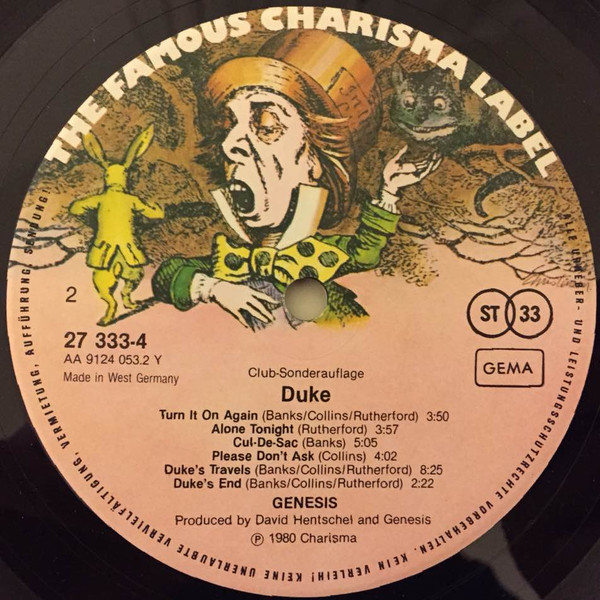 THE FAMOUS CHARISMA LABEL
2
27 333-4
AA 9124 053.2 Y
Made in West Germany
ST 33
GEMA
Club-Sonderauflage
Duke
Turn It On Again (Banks/Collins/Rutherford) 3:50
Alone Tonight (Rutherford) 3:57
Cul-De-Sac (Banks) 5:05
Please Don't Ask (Collins) 4:02
Duke's Travels (Banks/Collins/Rutherford) 8:25
Duke's End (Banks/Collins/Rutherford) 2:22
GENESIS
Produced by David Hentschel and Genesis
Ⓟ 1980 Charisma
ALLE URHEBER- UND LEISTUNGSSCHUTZRECHTE VORBEHALTEN. KEIN VERLEIH! KEINE UNERLAUBTE VERVIELFÄLTIGUNG, VERMIETUNG, AUFFÜHRUNG, SENDUNG!